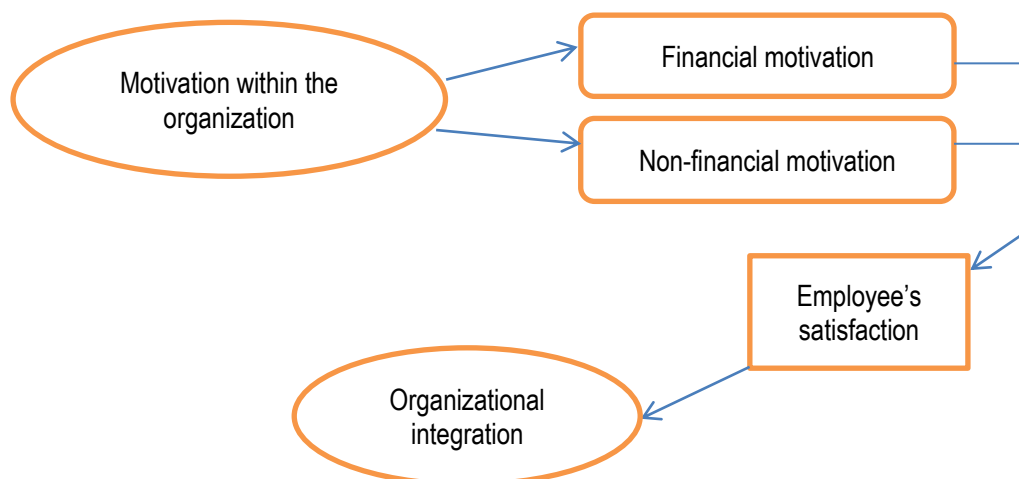 Financial motivation
Motivation within the
organization
Non-financial motivation
Employee’s
satisfaction
Organizational
integration